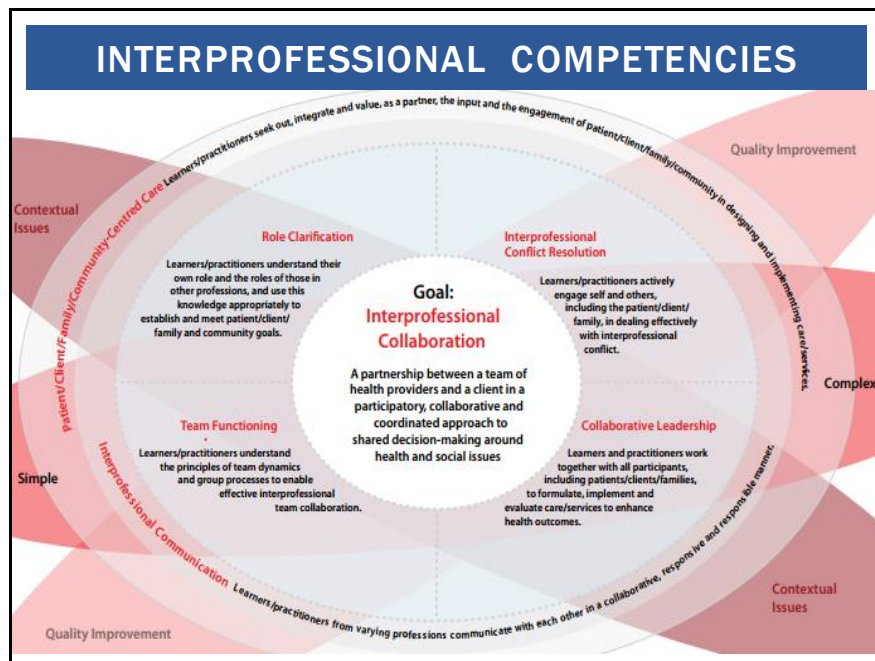 INTERPROFESSIONAL COMPETENCIES
Patient/Client/Family/Community-Centred Care Learners/practitioners seek out, integrate and value, as a partner, the input and the engagement of patient/client/family/community in designing and implementing care/services.
Quality Improvement
Contextual
Issues
Role Clarification
Learners/practitioners understand their
own role and the roles of those in
other professions, and use this
knowledge appropriately to
establish and meet patient/client/
family and community goals.
Interprofessional
Conflict Resolution
Learners/practitioners actively
engage self and others,
including the patient/client/
family, in dealing effectively
with interprofessional
conflict.
Goal:
Interprofessional
Collaboration
A partnership between a team of
health providers and a client in a
participatory, collaborative and
coordinated approach to
shared decision-making around
health and social issues
Complex
Team Functioning
Learners/practitioners understand
the principles of team dynamics
and group processes to enable
effective interprofessional
team collaboration.
Collaborative Leadership
Learners and practitioners work
together with all participants,
including patients/clients/families,
to formulate, implement and
evaluate care/services to enhance
health outcomes.
Simple
Interprofessional Communication Learners/practitioners from varying professions communicate with each other in a collaborative, responsive and responsible manner.
Contextual
Issues
Quality Improvement